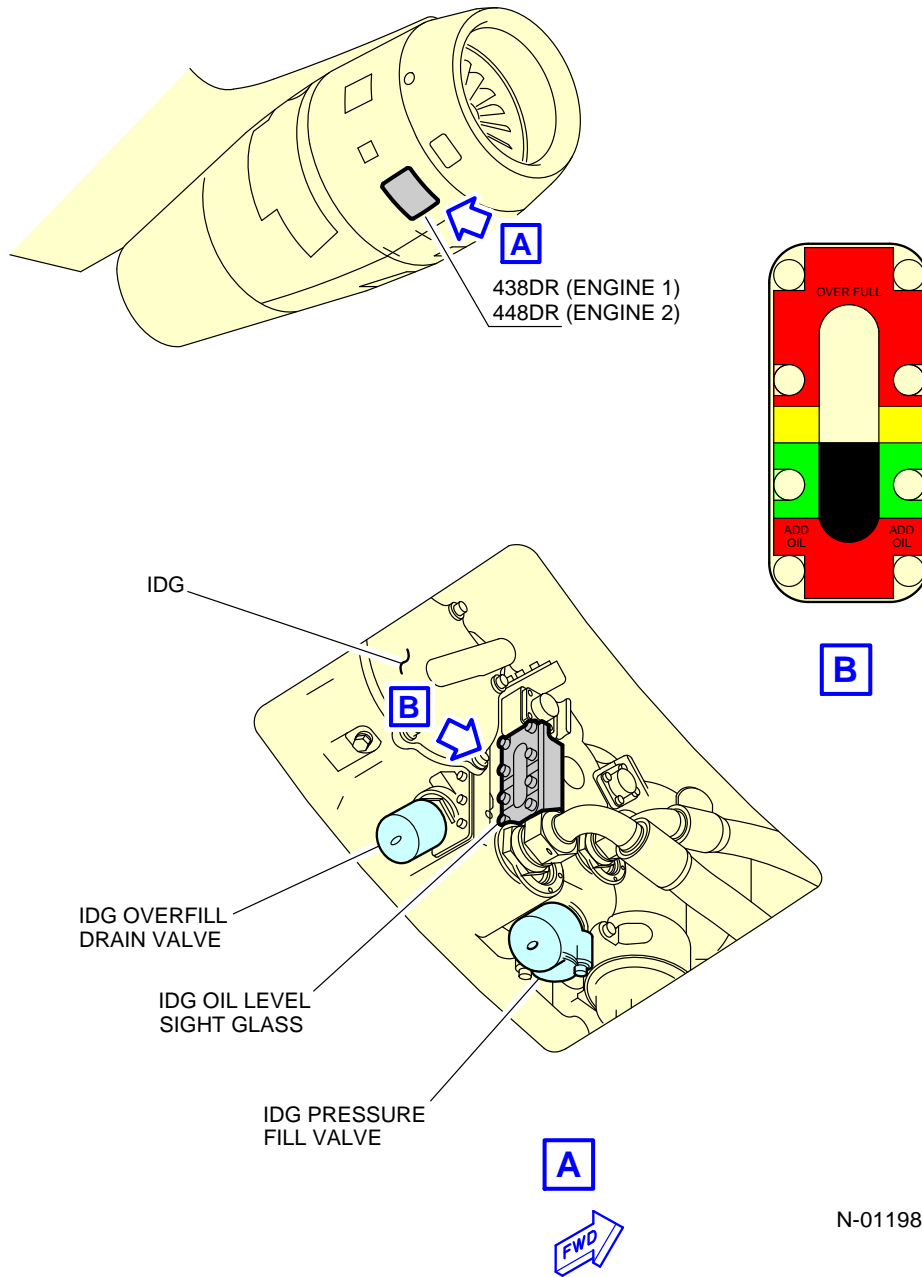 A
438DR (ENGINE 1)
448DR (ENGINE 2)
OVER FULL
ADD
OIL
ADD
OIL
B
IDG
B
IDG OVERFILL
DRAIN VALVE
IDG OIL LEVEL
SIGHT GLASS
IDG PRESSURE
FILL VALVE
A
FWD
N-01198